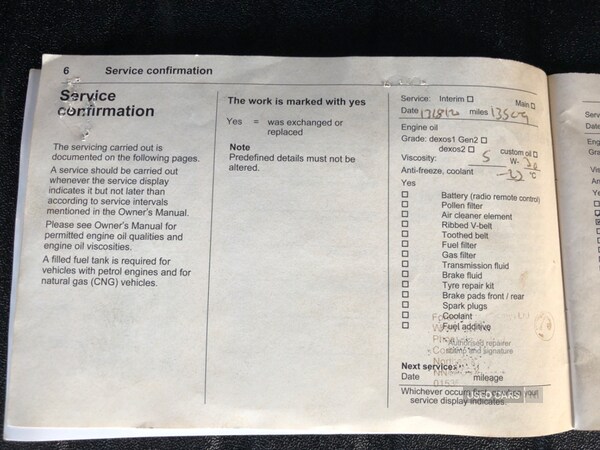 6 Service confirmation
Service
confirmation
The servicing carried out is
documented on the following pages.
A service should be carried out
whenever the service display
indicates it but not later than
according to service intervals
mentioned in the Owner's Manual.
Please see Owner's Manual for
permitted engine oil qualities and
engine oil viscosities.
A filled fuel tank is required for
vehicles with petrol engines and for
natural gas (CNG) vehicles.
The work is marked with yes
Yes = was exchanged or
replaced
Note
Predefined details must not be
altered.
Service: Interim ☐ Main ☐
Date 17/8/20 miles
Engine oil
Grade: dexos1 Gen2 ☐
dexos2 ☐ custom oil ☐
Viscosity: 5 W- 30
Anti-freeze, coolant °C
Yes
☐ Battery (radio remote control)
☐ Pollen filter
☐ Air cleaner element
☐ Ribbed V-belt
☐ Toothed belt
☐ Fuel filter
☐ Gas filter
☐ Transmission fluid
☐ Brake fluid
☐ Tyre repair kit
☐ Brake pads front / rear
☐ Spark plugs
☐ Coolant
☐ Fuel additive
Authorised repairer
stamp and signature
Next service
Date mileage
Whichever occurs first,
service display indicates.
USED CARS